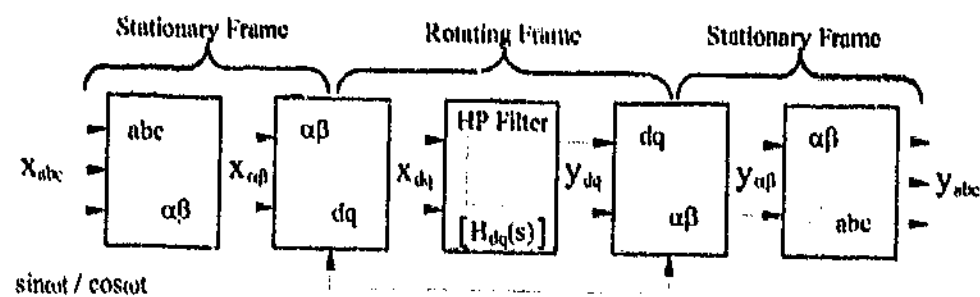 Stationary Frame
Rotating Frame
Stationary Frame
abc
αβ
αβ
dq
HP Filter
[H_dq(s)]
dq
αβ
αβ
abc
x_abc
x_αβ
x_dq
y_dq
y_αβ
y_abc
sinωt / cosωt